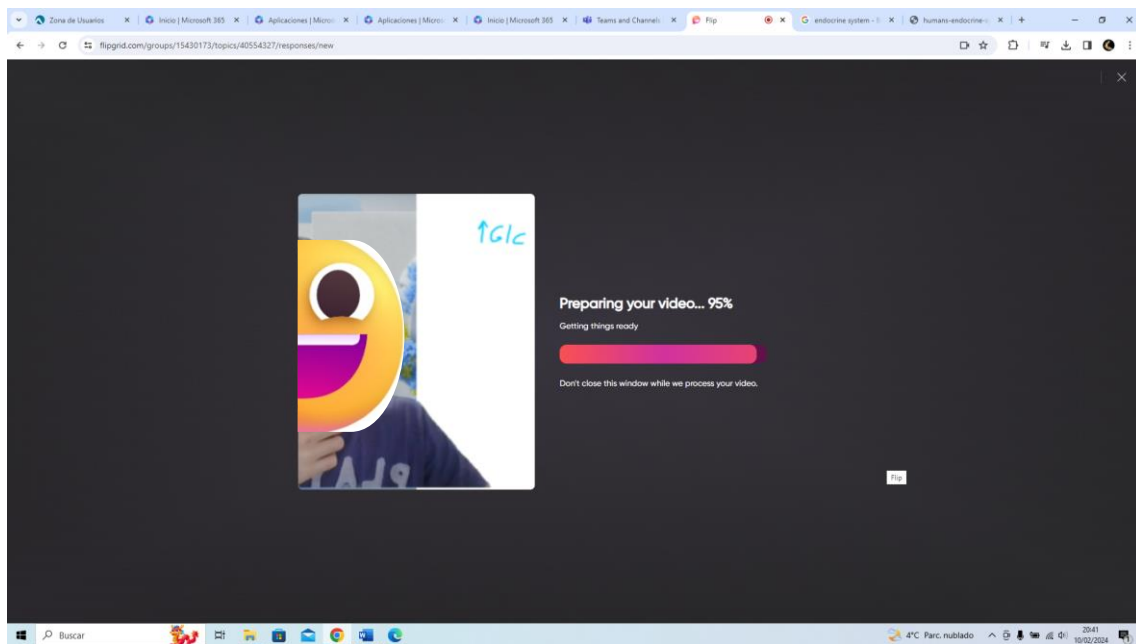 Zona de Usuarios
Inicio | Microsoft 365
Aplicaciones | Micros
Aplicaciones | Micros
Inicio | Microsoft 365
Teams and Channels
Flip
endocrine system -
humans-endocrine-s
flipgrid.com/groups/15430173/topics/40554327/responses/new
↑Glc
Preparing your video... 95%
Getting things ready
Don't close this window while we process your video.
Flip
Buscar
4°C Parc. nublado
20:41
10/02/2024